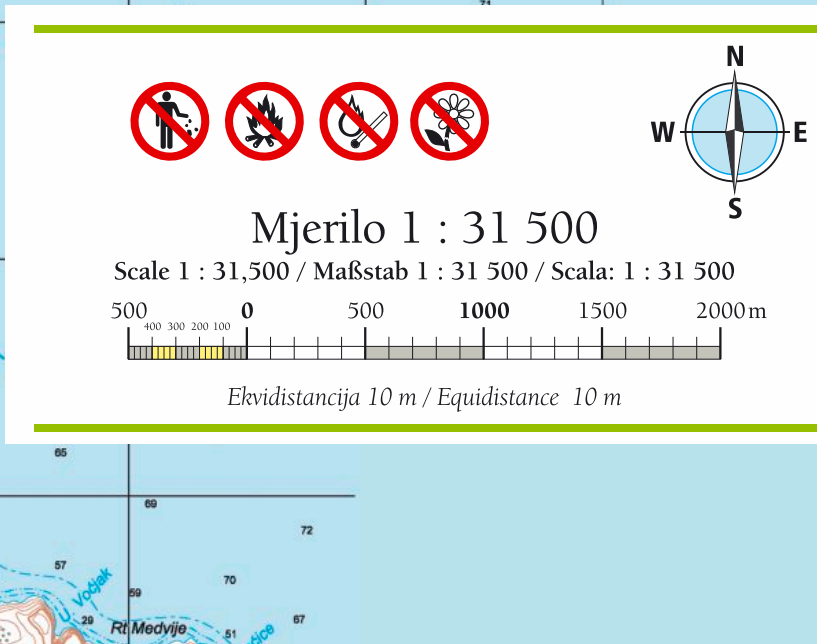 71
N
W E
S
Mjerilo 1 : 31 500
Scale 1 : 31,500 / Maßstab 1 : 31 500 / Scala: 1 : 31 500
500 0 500 1000 1500 2000 m
400 300 200 100
Ekvidistancija 10 m / Equidistance 10 m
65
69
72
57
70
59
U. Voćjak
29
Rt Medvije
51
67